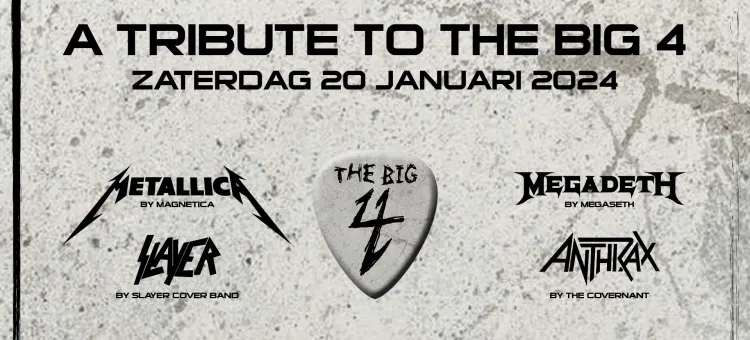 A TRIBUTE TO THE BIG 4
ZATERDAG 20 JANUARI 2024
METALLICA
BY MAGNETICA
SLAYER
BY SLAYER COVER BAND
THE BIG
4
MEGADETH
BY MEGASETH
ANTHRAX
BY THE COVERNANT